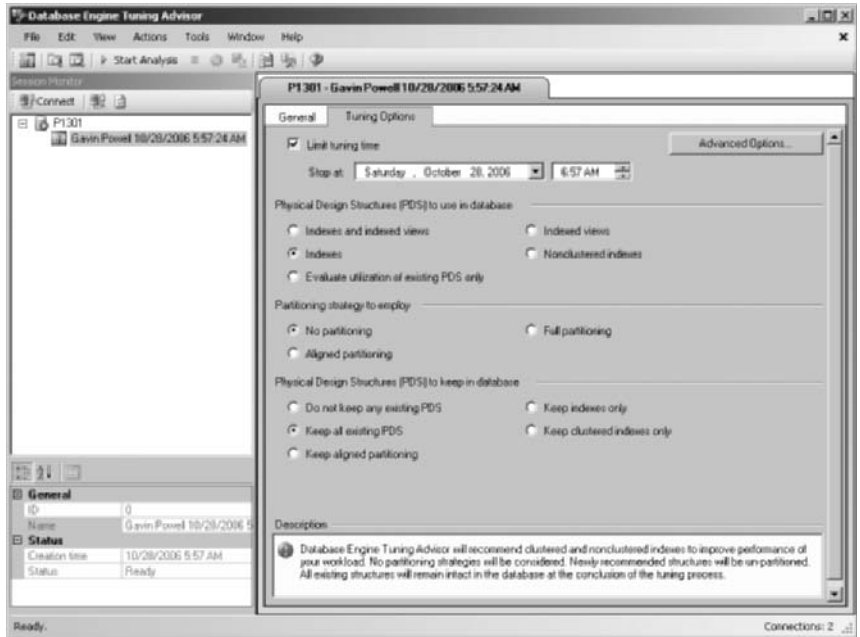 Database Engine Tuning Advisor
File Edit View Actions Tools Window Help
Start Analysis
Session Monitor
Connect
P1301
Gavin Powell 10/28/2006 5:57:24 AM
P1301 - Gavin Powell 10/28/2006 5:57:24 AM
General Tuning Options
Limit tuning time
Advanced Options...
Stop at: Saturday , October 28, 2006 6:57 AM
Physical Design Structures (PDS) to use in database
Indexes and indexed views Indexed views
Indexes Nonclustered indexes
Evaluate utilization of existing PDS only
Partitioning strategy to employ
No partitioning Full partitioning
Aligned partitioning
Physical Design Structures (PDS) to keep in database
Do not keep any existing PDS Keep indexes only
Keep all existing PDS Keep clustered indexes only
Keep aligned partitioning
General
ID 0
Name Gavin Powell 10/28/2006 5
Status
Creation time 10/28/2006 5:57 AM
Status Ready
Description
Database Engine Tuning Advisor will recommend clustered and nonclustered indexes to improve performance of
your workload. No partitioning strategies will be considered. Newly recommended structures will be un-partitioned.
All existing structures will remain intact in the database at the conclusion of the tuning process.
Ready.
Connections: 2